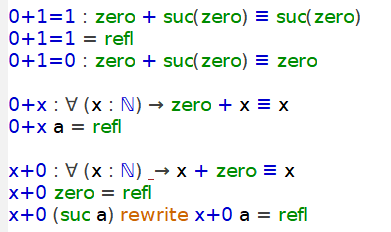 0+1=1 : zero + suc(zero) ≡ suc(zero)
0+1=1 = refl
0+1=0 : zero + suc(zero) ≡ zero
0+x : ∀ (x : ℕ) → zero + x ≡ x
0+x a = refl
x+0 : ∀ (x : ℕ) _→ x + zero ≡ x
x+0 zero = refl
x+0 (suc a) rewrite x+0 a = refl